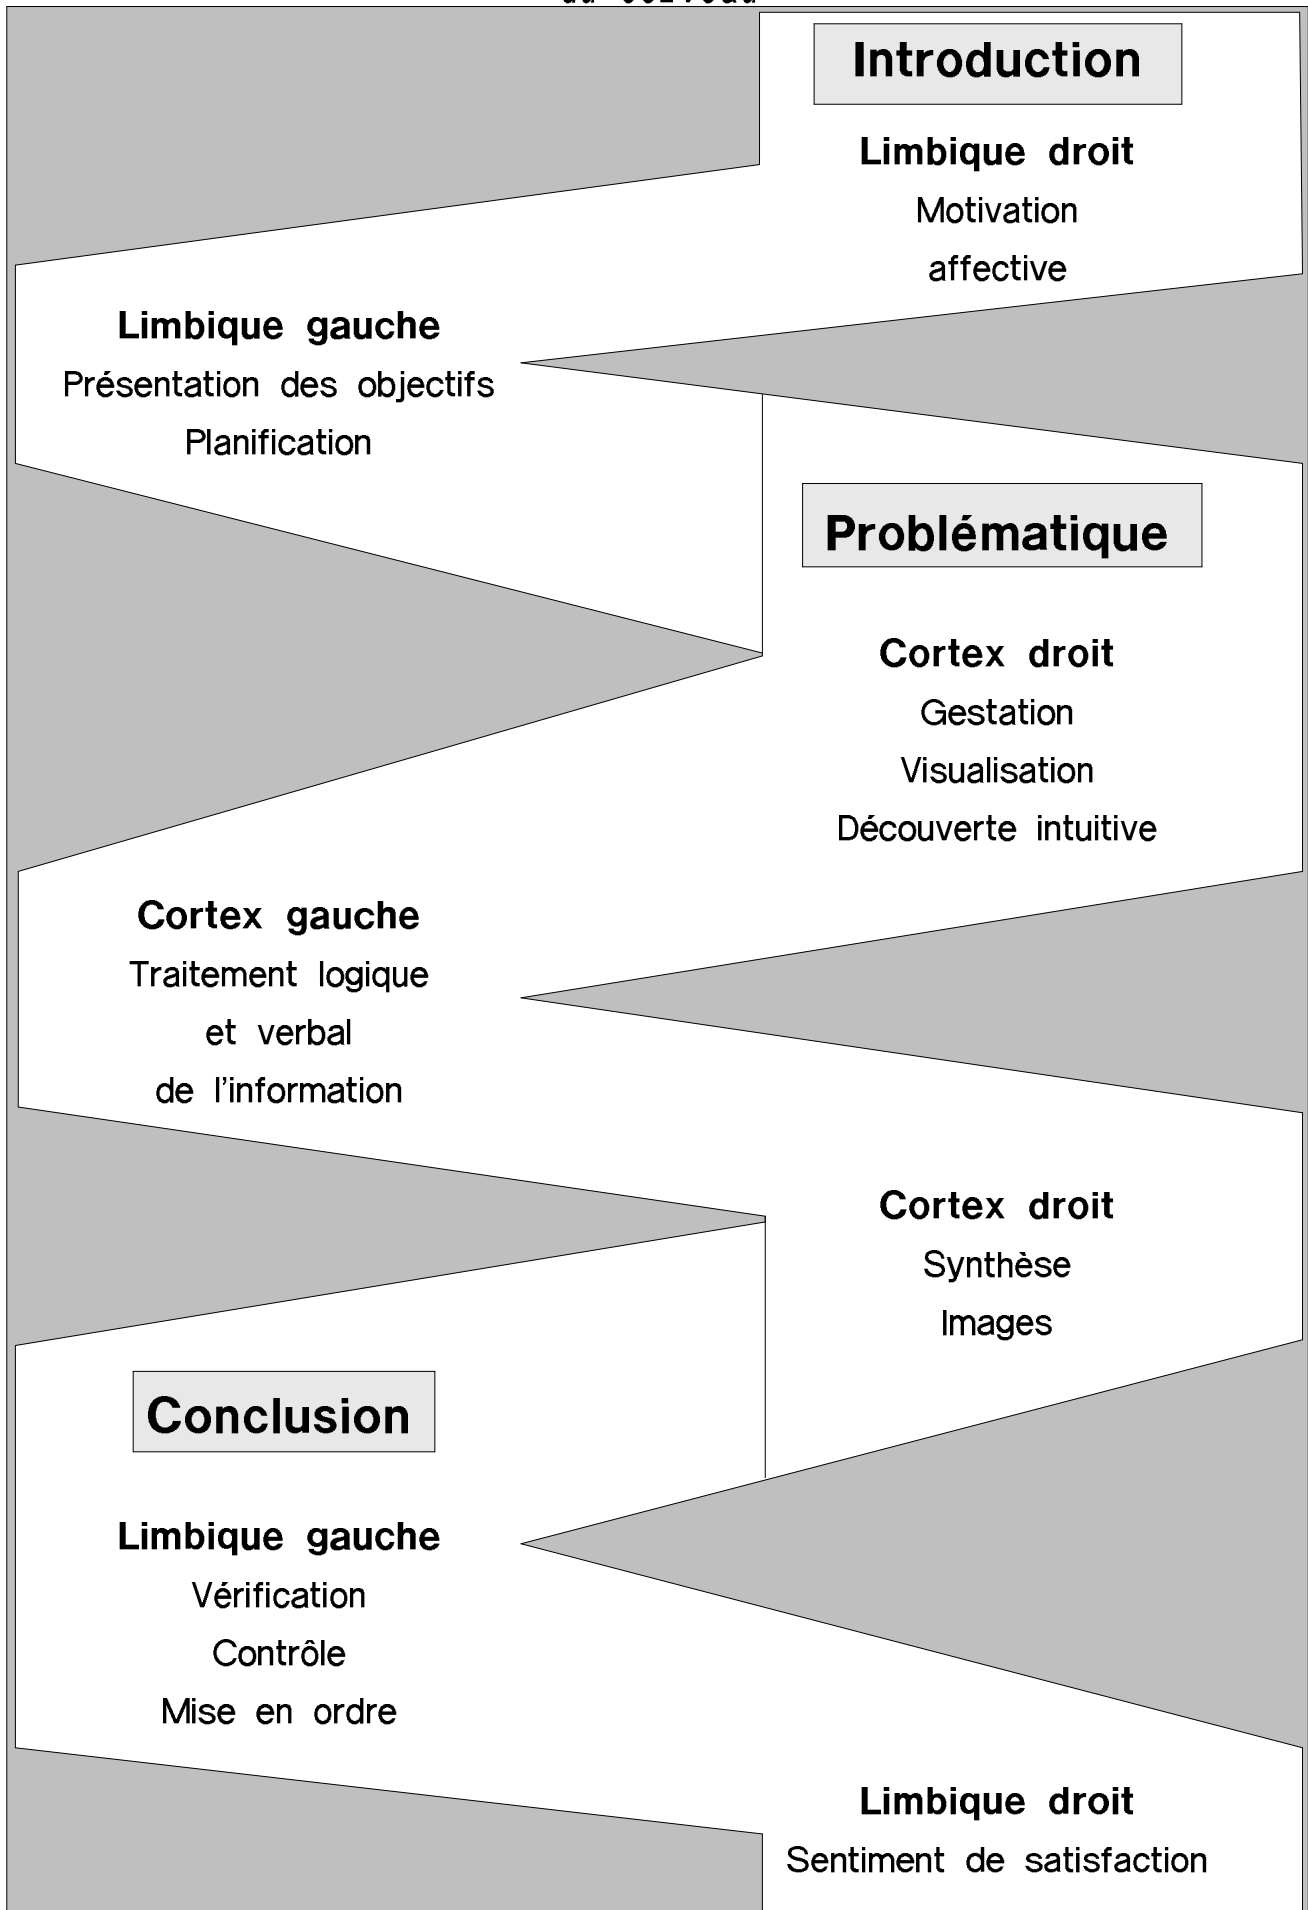 Introduction
Limbique droit
Motivation
affective
Limbique gauche
Présentation des objectifs
Planification
Problématique
Cortex droit
Gestation
Visualisation
Découverte intuitive
Cortex gauche
Traitement logique
et verbal
de l'information
Cortex droit
Synthèse
Images
Conclusion
Limbique gauche
Vérification
Contrôle
Mise en ordre
Limbique droit
Sentiment de satisfaction